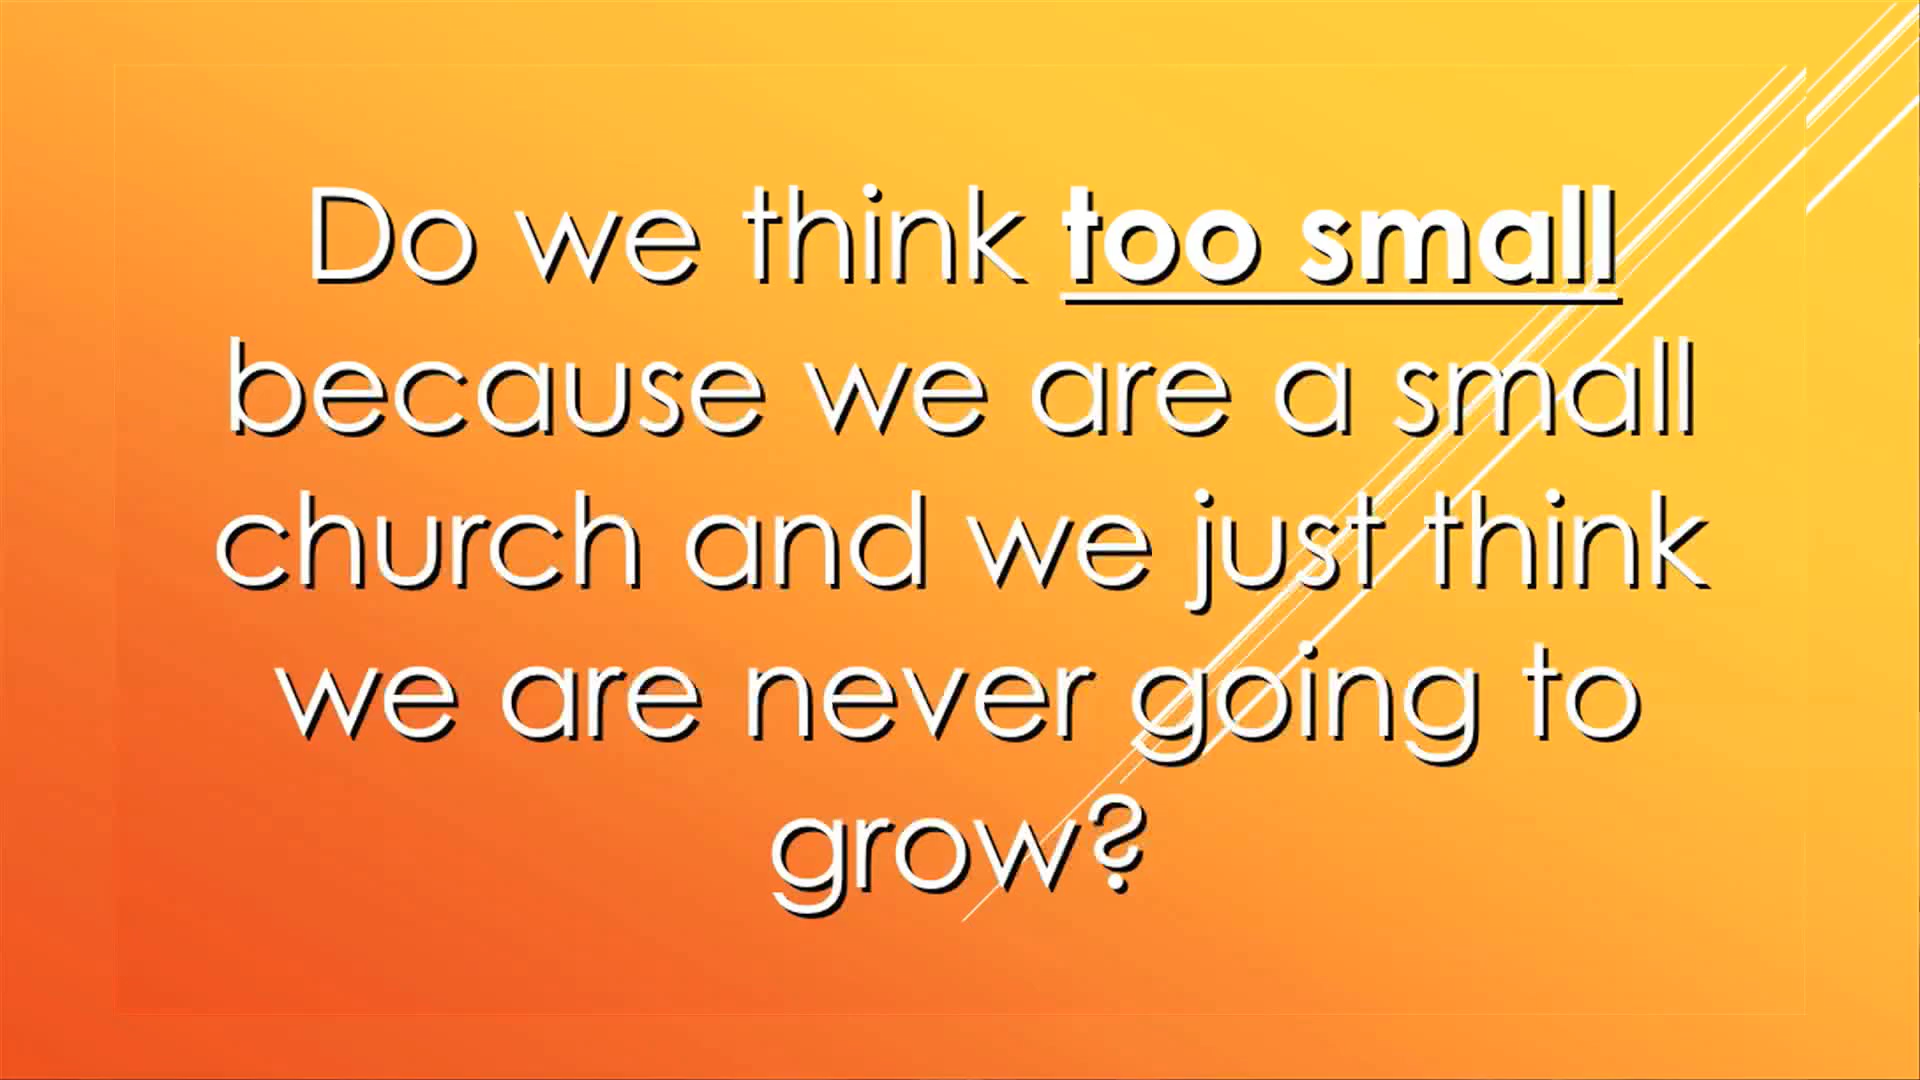 Do we think too small
because we are a small
church and we just think
we are never going to
grow?